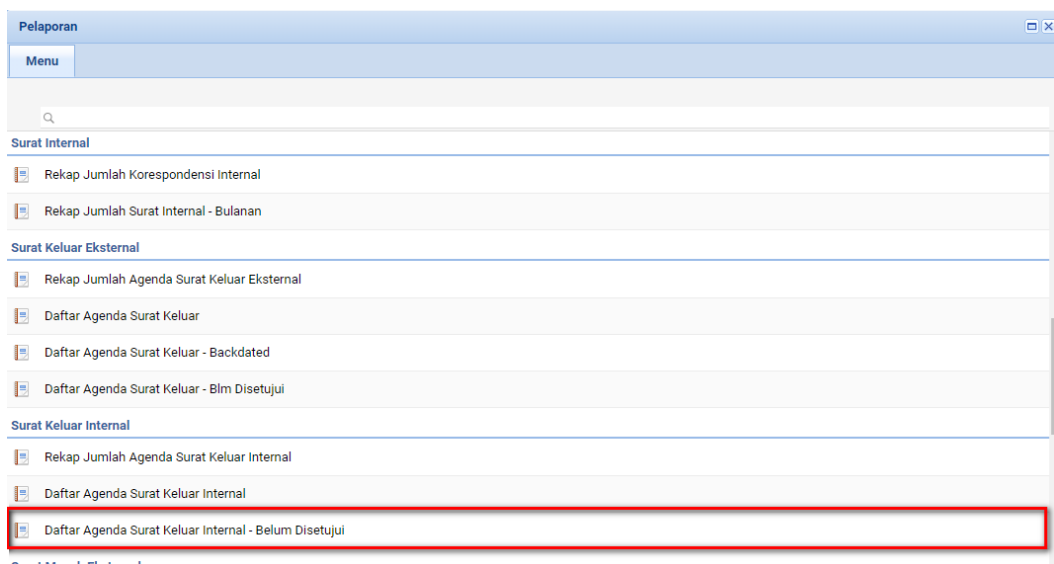 Pelaporan
Menu
Surat Internal
Rekap Jumlah Korespondensi Internal
Rekap Jumlah Surat Internal - Bulanan
Surat Keluar Eksternal
Rekap Jumlah Agenda Surat Keluar Eksternal
Daftar Agenda Surat Keluar
Daftar Agenda Surat Keluar - Backdated
Daftar Agenda Surat Keluar - Blm Disetujui
Surat Keluar Internal
Rekap Jumlah Agenda Surat Keluar Internal
Daftar Agenda Surat Keluar Internal
Daftar Agenda Surat Keluar Internal - Belum Disetujui